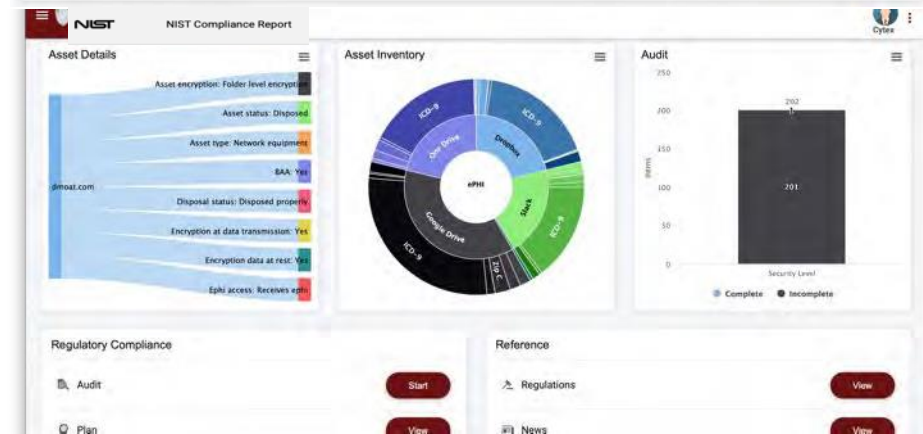 NIST
NIST Compliance Report
Cytex
Asset Details
Asset encryption: Folder level encryption
Asset status: Disposed
Asset type: Network equipment
BAA: Yes
dmoat.com
Disposal status: Disposed properly
Encryption at data transmission: Yes
Encryption data at rest: Yes
Ephi access: Receives ephi
Asset Inventory
ICD-9
ICD-9
One Drive
Dropbox
ePHI
Slack
ICD-9
Google Drive
ICD-9
Zip C.
Audit
250
202
200
150
Items
201
100
50
0
Security Level
Complete
Incomplete
Regulatory Compliance
Audit
Start
Plan
View
Reference
Regulations
View
News
View